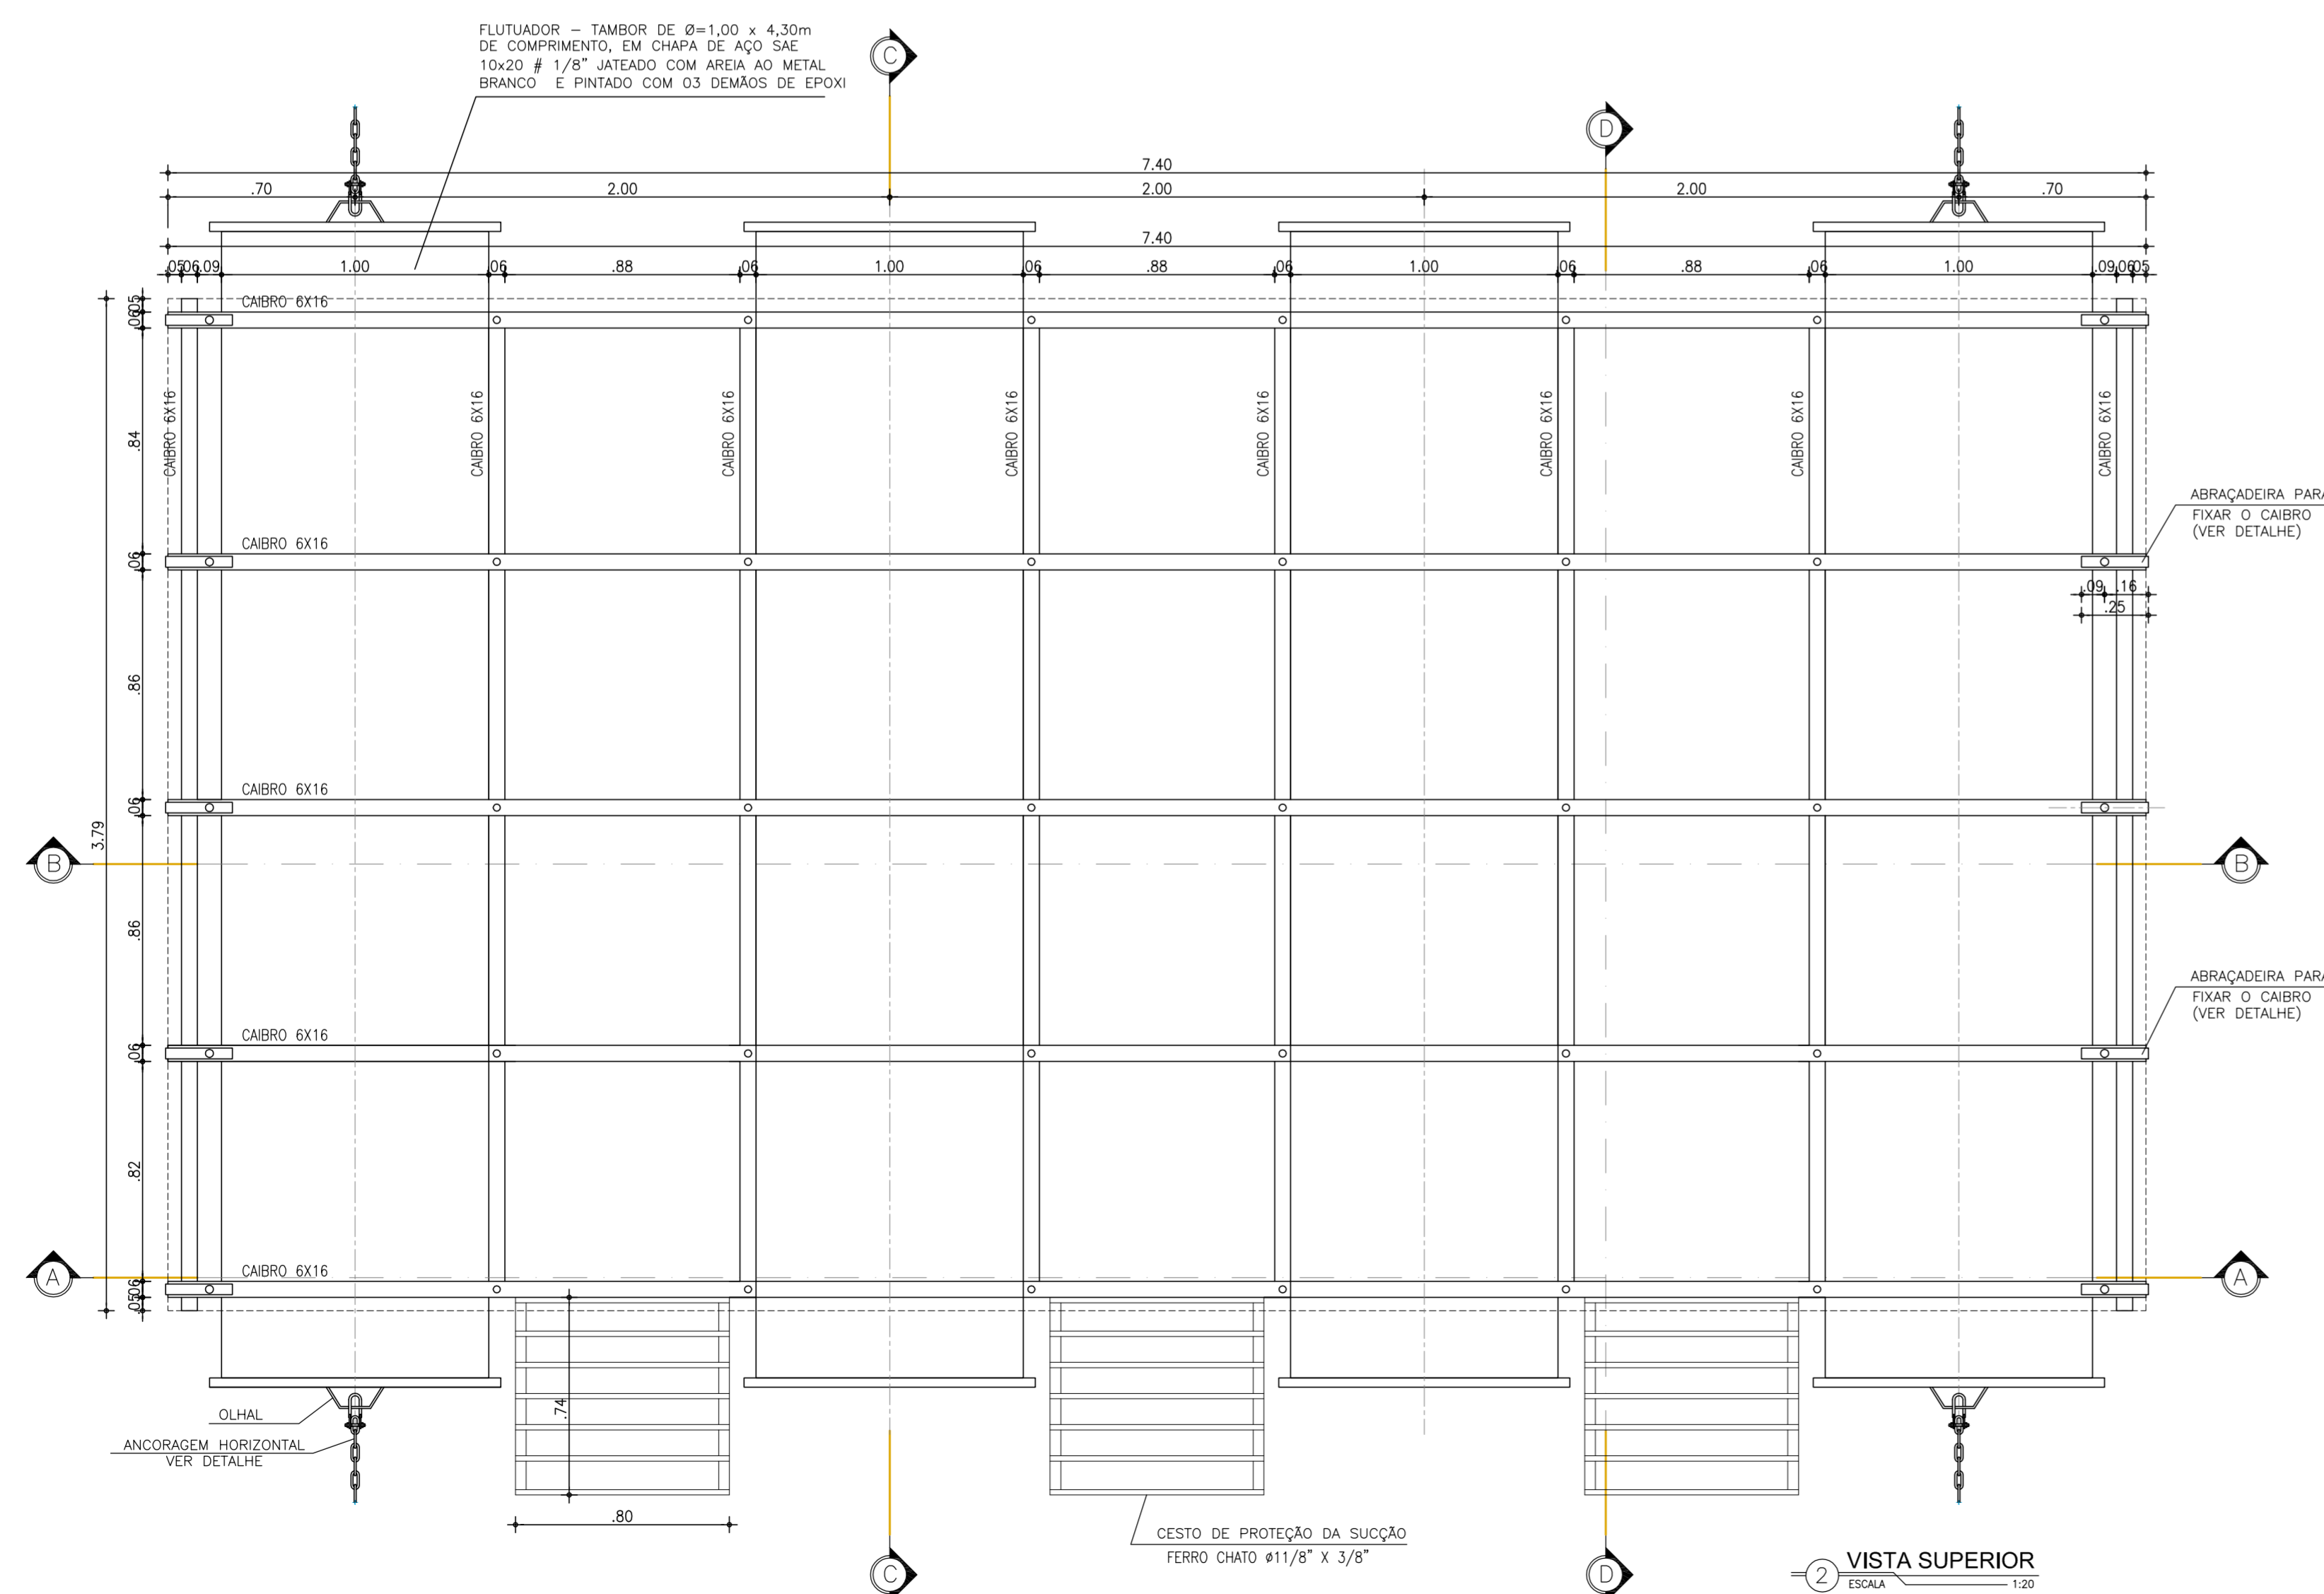 FLUTUADOR – TAMBOR DE Ø=1,00 x 4,30m
DE COMPRIMENTO, EM CHAPA DE AÇO SAE
10x20 # 1/8" JATEADO COM AREIA AO METAL
BRANCO E PINTADO COM 03 DEMÃOS DE EPOXI
C
D
7.40
.70 2.00 2.00 2.00 .70
7.40
.05 .06 .09 1.00 .06 .88 .06 1.00 .06 .88 .06 1.00 .06 .88 .06 1.00 .09 .06 .05
.05
.06
CAIBRO 6X16
.84
CAIBRO 6X16
CAIBRO 6X16
CAIBRO 6X16
CAIBRO 6X16
CAIBRO 6X16
CAIBRO 6X16
CAIBRO 6X16
CAIBRO 6X16
ABRAÇADEIRA PARA
FIXAR O CAIBRO
(VER DETALHE)
.06
CAIBRO 6X16
.09 .16
.25
.86
.06
CAIBRO 6X16
3.79
B
B
.86
ABRAÇADEIRA PARA
FIXAR O CAIBRO
(VER DETALHE)
.06
CAIBRO 6X16
.82
A
CAIBRO 6X16
A
.06
.05
OLHAL
ANCORAGEM HORIZONTAL
VER DETALHE
.74
.80
CESTO DE PROTEÇÃO DA SUCÇÃO
FERRO CHATO ø11/8" X 3/8"
C
D
2
VISTA SUPERIOR
ESCALA 1:20